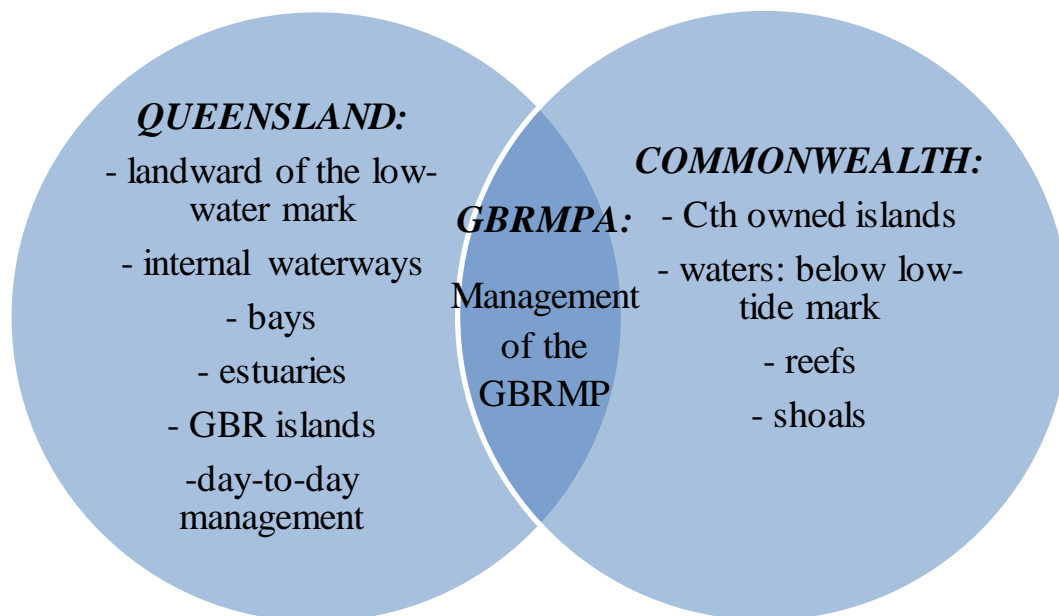 QUEENSLAND:
- landward of the low-
water mark
- internal waterways
- bays
- estuaries
- GBR islands
-day-to-day
management
GBRMPA:
Management
of the
GBRMP
COMMONWEALTH:
- Cth owned islands
- waters: below low-
tide mark
- reefs
- shoals